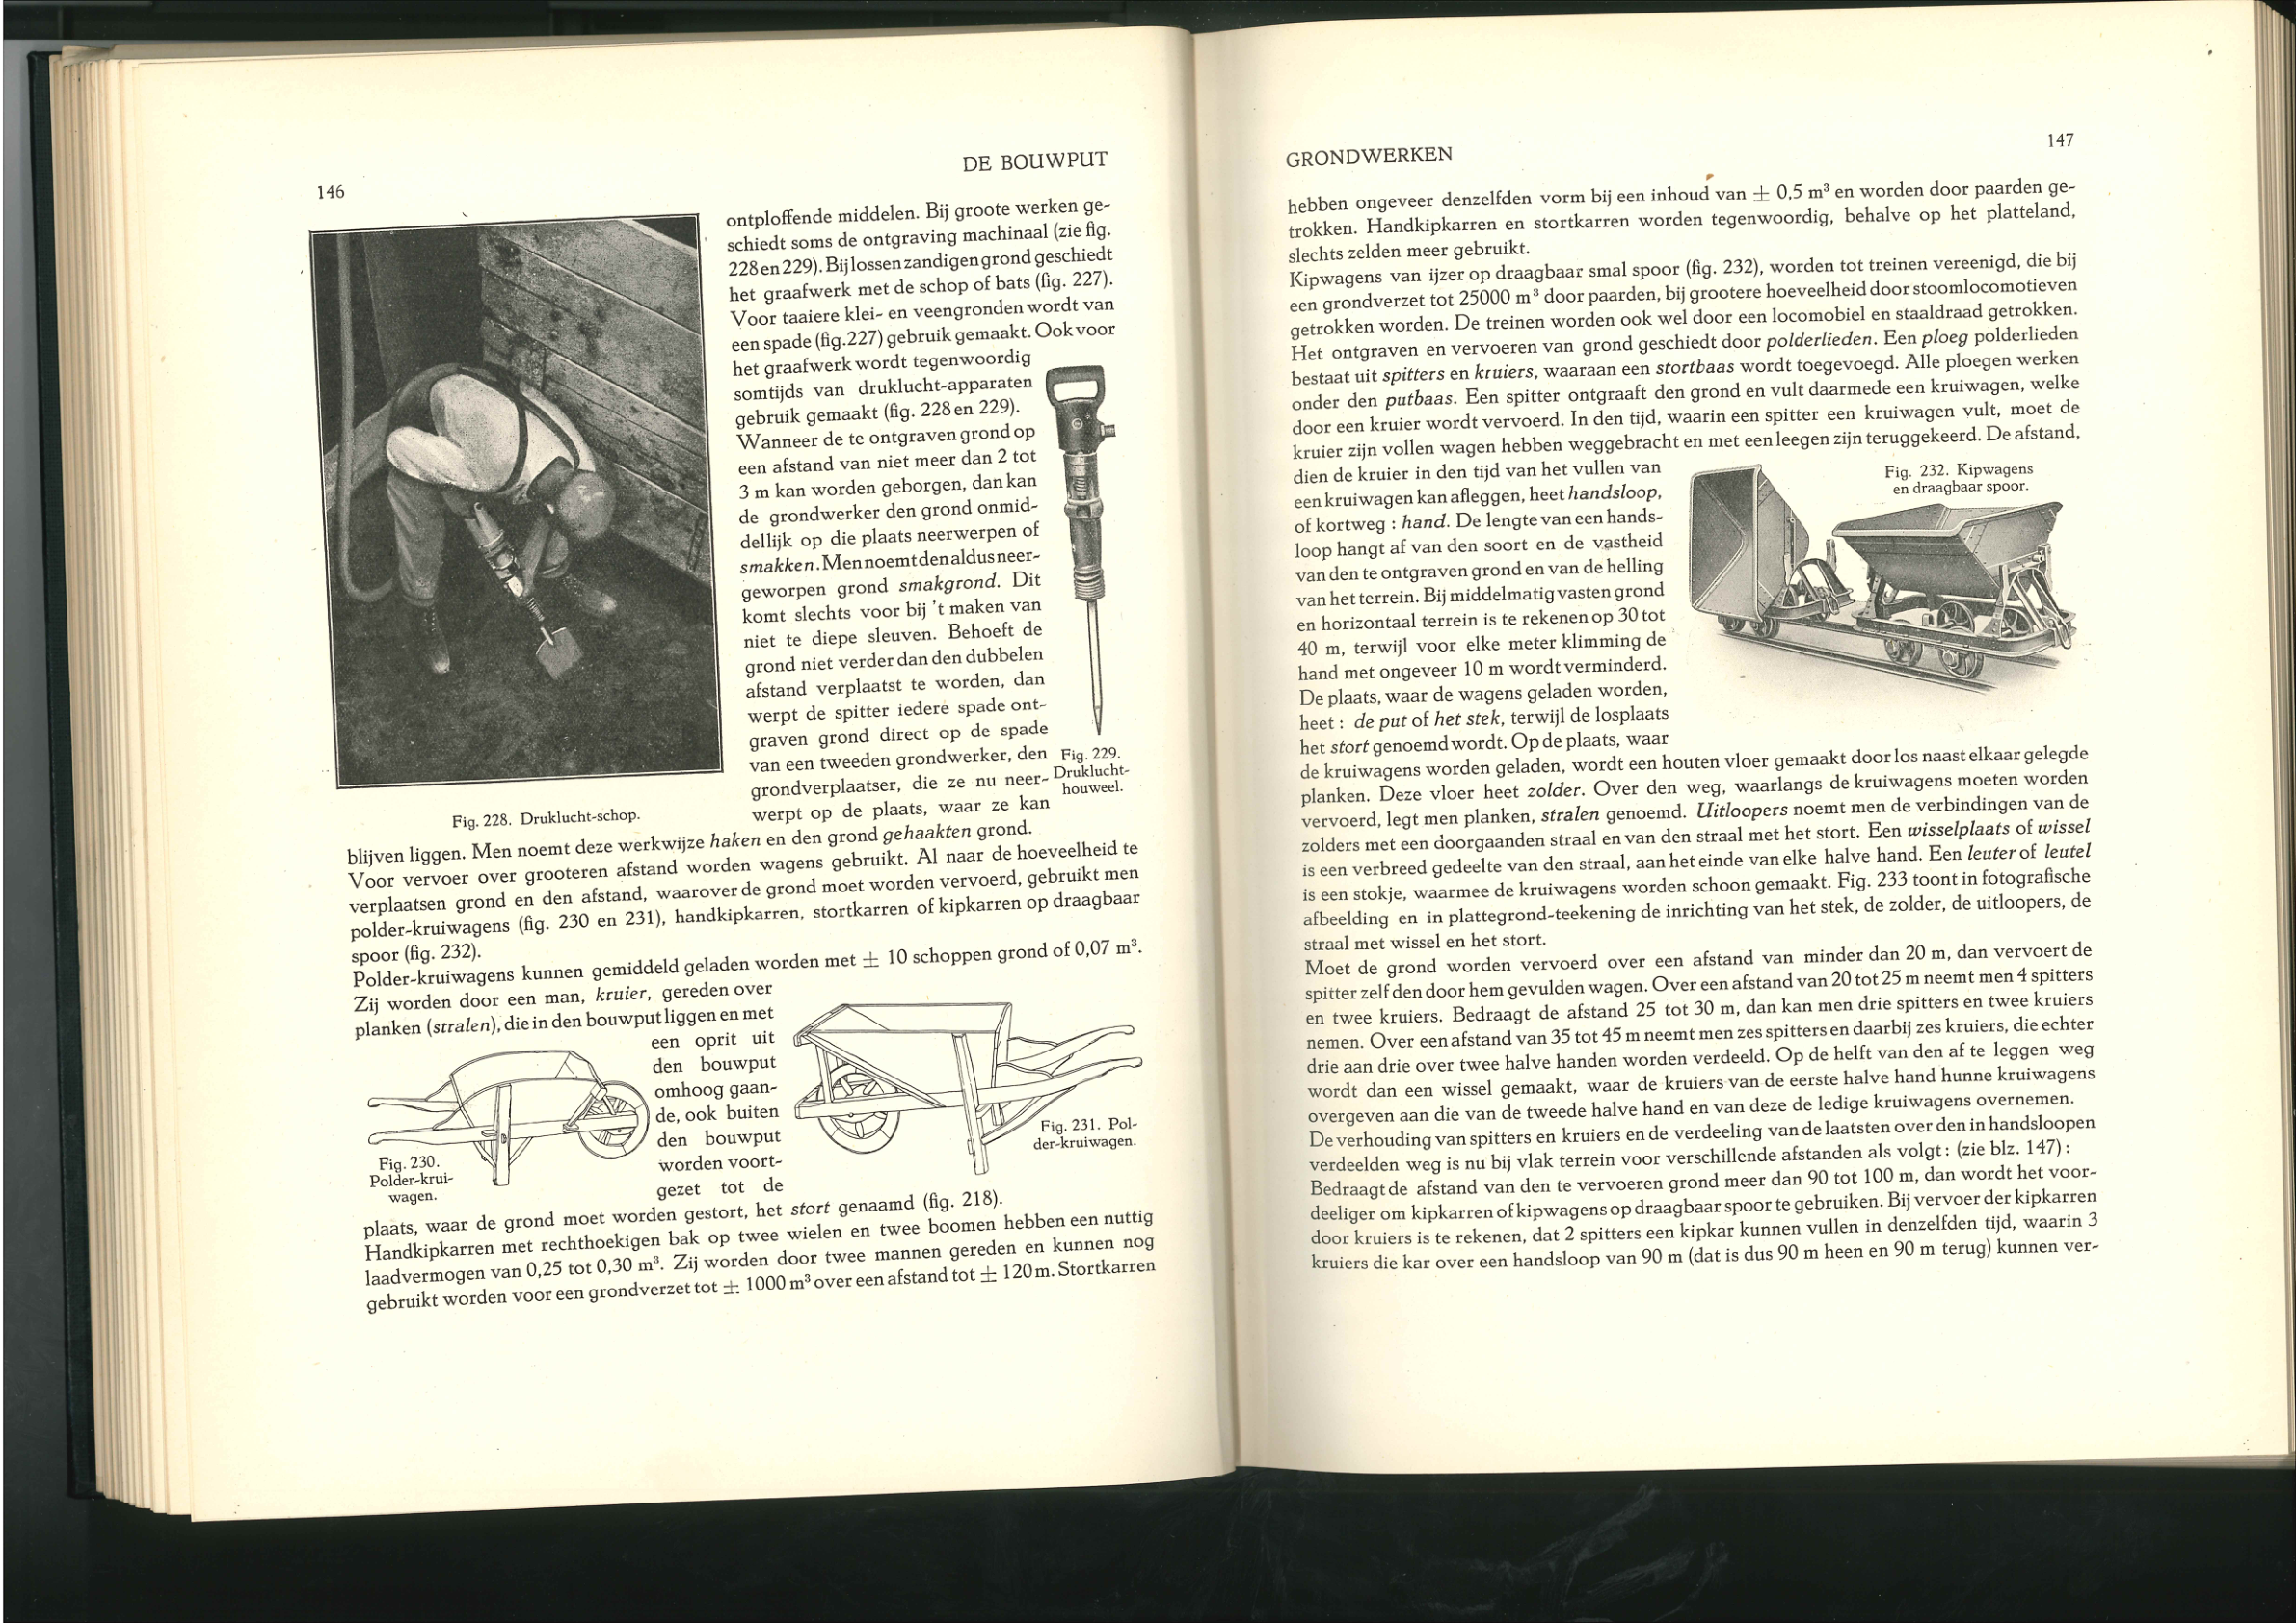 146
DE BOUWPUT
ontploffende middelen. Bij groote werken ge-
schiedt soms de ontgraving machinaal (zie fig.
228 en 229). Bij lossen zandigen grond geschiedt
het graafwerk met de schop of bats (fig. 227).
Voor taaiere klei- en veengronden wordt van
een spade (fig. 227) gebruik gemaakt. Ook voor
het graafwerk wordt tegenwoordig
somtijds van druklucht-apparaten
gebruik gemaakt (fig. 228 en 229).
Wanneer de te ontgraven grond op
een afstand van niet meer dan 2 tot
3 m kan worden geborgen, dan kan
de grondwerker den grond onmid-
dellijk op die plaats neerwerpen of
smakken. Men noemt den aldus neer-
geworpen grond smakgrond. Dit
komt slechts voor bij 't maken van
niet te diepe sleuven. Behoeft de
grond niet verder dan den dubbelen
afstand verplaatst te worden, dan
werpt de spitter iedere spade ont-
graven grond direct op de spade
van een tweeden grondwerker, den
grondverplaatser, die ze nu neer-
werpt op de plaats, waar ze kan
Fig. 229.
Druklucht-
houweel.
Fig. 228. Druklucht-schop.
blijven liggen. Men noemt deze werkwijze haken en den grond gehaakten grond.
Voor vervoer over grooteren afstand worden wagens gebruikt. Al naar de hoeveelheid te
verplaatsen grond en den afstand, waarover de grond moet worden vervoerd, gebruikt men
polder-kruiwagens (fig. 230 en 231), handkipkarren, stortkarren of kipkarren op draagbaar
spoor (fig. 232).
Polder-kruiwagens kunnen gemiddeld geladen worden met ± 10 schoppen grond of 0,07 m³.
Zij worden door een man, kruier, gereden over
planken (stralen), die in den bouwput liggen en met
een oprit uit
den bouwput
omhoog gaan-
de, ook buiten
den bouwput
worden voort-
gezet tot de
Fig. 230.
Polder-krui-
wagen.
Fig. 231. Pol-
der-kruiwagen.
plaats, waar de grond moet worden gestort, het stort genaamd (fig. 218).
Handkipkarren met rechthoekigen bak op twee wielen en twee boomen hebben een nuttig
laadvermogen van 0,25 tot 0,30 m³. Zij worden door twee mannen gereden en kunnen nog
gebruikt worden voor een grondverzet tot ± 1000 m³ over een afstand tot ± 120 m. Stortkarren
GRONDWERKEN
147
hebben ongeveer denzelfden vorm bij een inhoud van ± 0,5 m³ en worden door paarden ge-
trokken. Handkipkarren en stortkarren worden tegenwoordig, behalve op het platteland,
slechts zelden meer gebruikt.
Kipwagens van ijzer op draagbaar smal spoor (fig. 232), worden tot treinen vereenigd, die bij
een grondverzet tot 25000 m³ door paarden, bij grootere hoeveelheid door stoomlocomotieven
getrokken worden. De treinen worden ook wel door een locomobiel en staaldraad getrokken.
Het ontgraven en vervoeren van grond geschiedt door polderlieden. Een ploeg polderlieden
bestaat uit spitters en kruiers, waaraan een stortbaas wordt toegevoegd. Alle ploegen werken
onder den putbaas. Een spitter ontgraaft den grond en vult daarmede een kruiwagen, welke
door een kruier wordt vervoerd. In den tijd, waarin een spitter een kruiwagen vult, moet de
kruier zijn vollen wagen hebben weggebracht en met een leegen zijn teruggekeerd. De afstand,
dien de kruier in den tijd van het vullen van
een kruiwagen kan afleggen, heet handsloop,
of kortweg : hand. De lengte van een hands-
loop hangt af van den soort en de vastheid
van den te ontgraven grond en van de helling
van het terrein. Bij middelmatig vasten grond
en horizontaal terrein is te rekenen op 30 tot
40 m, terwijl voor elke meter klimming de
hand met ongeveer 10 m wordt verminderd.
De plaats, waar de wagens geladen worden,
heet : de put of het stek, terwijl de losplaats
het stort genoemd wordt. Op de plaats, waar
Fig. 232. Kipwagens
en draagbaar spoor.
de kruiwagens worden geladen, wordt een houten vloer gemaakt door los naast elkaar gelegde
planken. Deze vloer heet zolder. Over den weg, waarlangs de kruiwagens moeten worden
vervoerd, legt men planken, stralen genoemd. Uitloopers noemt men de verbindingen van de
zolders met een doorgaanden straal en van den straal met het stort. Een wisselplaats of wissel
is een verbreed gedeelte van den straal, aan het einde van elke halve hand. Een leuter of leutel
is een stokje, waarmee de kruiwagens worden schoon gemaakt. Fig. 233 toont in fotografische
afbeelding en in plattegrond-teekening de inrichting van het stek, de zolder, de uitloopers, de
straal met wissel en het stort.
Moet de grond worden vervoerd over een afstand van minder dan 20 m, dan vervoert de
spitter zelf den door hem gevulden wagen. Over een afstand van 20 tot 25 m neemt men 4 spitters
en twee kruiers. Bedraagt de afstand 25 tot 30 m, dan kan men drie spitters en twee kruiers
nemen. Over een afstand van 35 tot 45 m neemt men zes spitters en daarbij zes kruiers, die echter
drie aan drie over twee halve handen worden verdeeld. Op de helft van den af te leggen weg
wordt dan een wissel gemaakt, waar de kruiers van de eerste halve hand hunne kruiwagens
overgeven aan die van de tweede halve hand en van deze de ledige kruiwagens overnemen.
De verhouding van spitters en kruiers en de verdeeling van de laatsten over den in handsloopen
verdeelden weg is nu bij vlak terrein voor verschillende afstanden als volgt: (zie blz. 147) :
Bedraagt de afstand van den te vervoeren grond meer dan 90 tot 100 m, dan wordt het voor-
deeliger om kipkarren of kipwagens op draagbaar spoor te gebruiken. Bij vervoer der kipkarren
door kruiers is te rekenen, dat 2 spitters een kipkar kunnen vullen in denzelfden tijd, waarin 3
kruiers die kar over een handsloop van 90 m (dat is dus 90 m heen en 90 m terug) kunnen ver-